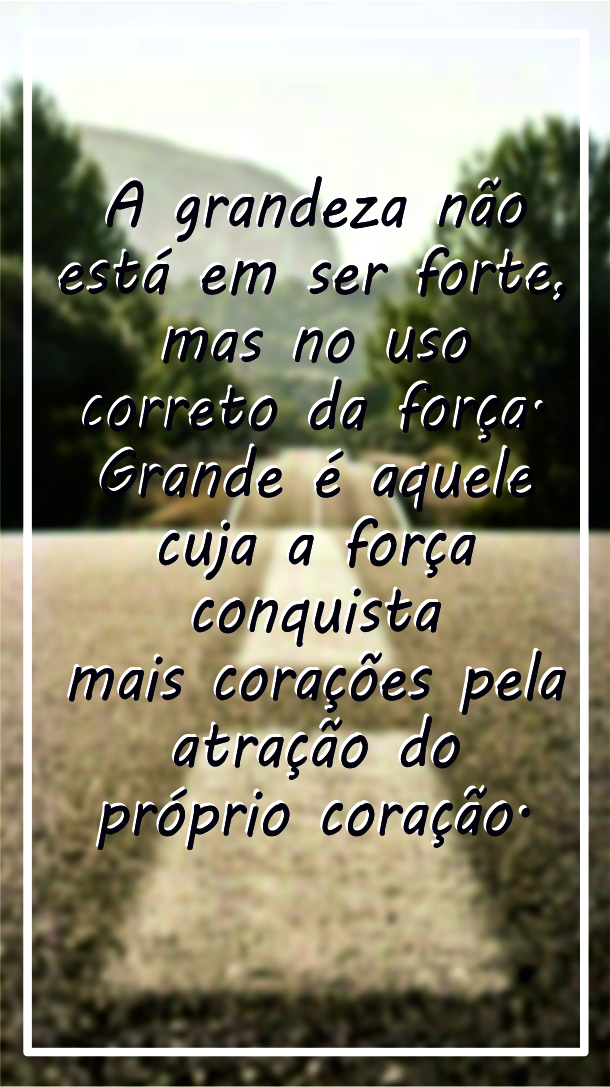 A grandeza não
está em ser forte,
mas no uso
correto da força.
Grande é aquele
cuja a força
conquista
mais corações pela
atração do
próprio coração.